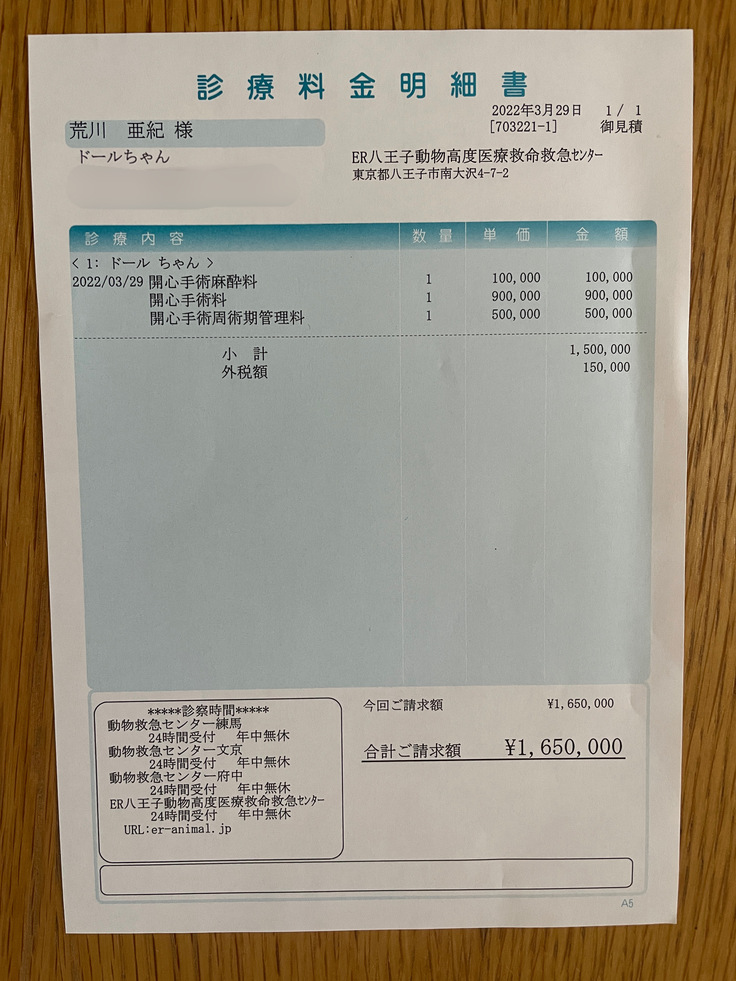 診療料金明細書
2022年3月29日 1/ 1
荒川 亜紀 様
[703221-1] 御見積
ドールちゃん
ER八王子動物高度医療救命救急ｾﾝﾀｰ
東京都八王子市南大沢4-7-2
診療内容 数量 単価 金額
< 1: ドール ちゃん >
2022/03/29 開心手術麻酔料 1 100,000 100,000
開心手術料 1 900,000 900,000
開心手術周術期管理料 1 500,000 500,000
小 計 1,500,000
外税額 150,000
今回ご請求額 ¥1,650,000
合計ご請求額 ¥1,650,000
*****診察時間*****
動物救急センター練馬
24時間受付 年中無休
動物救急センター文京
24時間受付 年中無休
動物救急センター府中
24時間受付 年中無休
ER八王子動物高度医療救命救急ｾﾝﾀｰ
24時間受付 年中無休
URL:er-animal.jp
A5